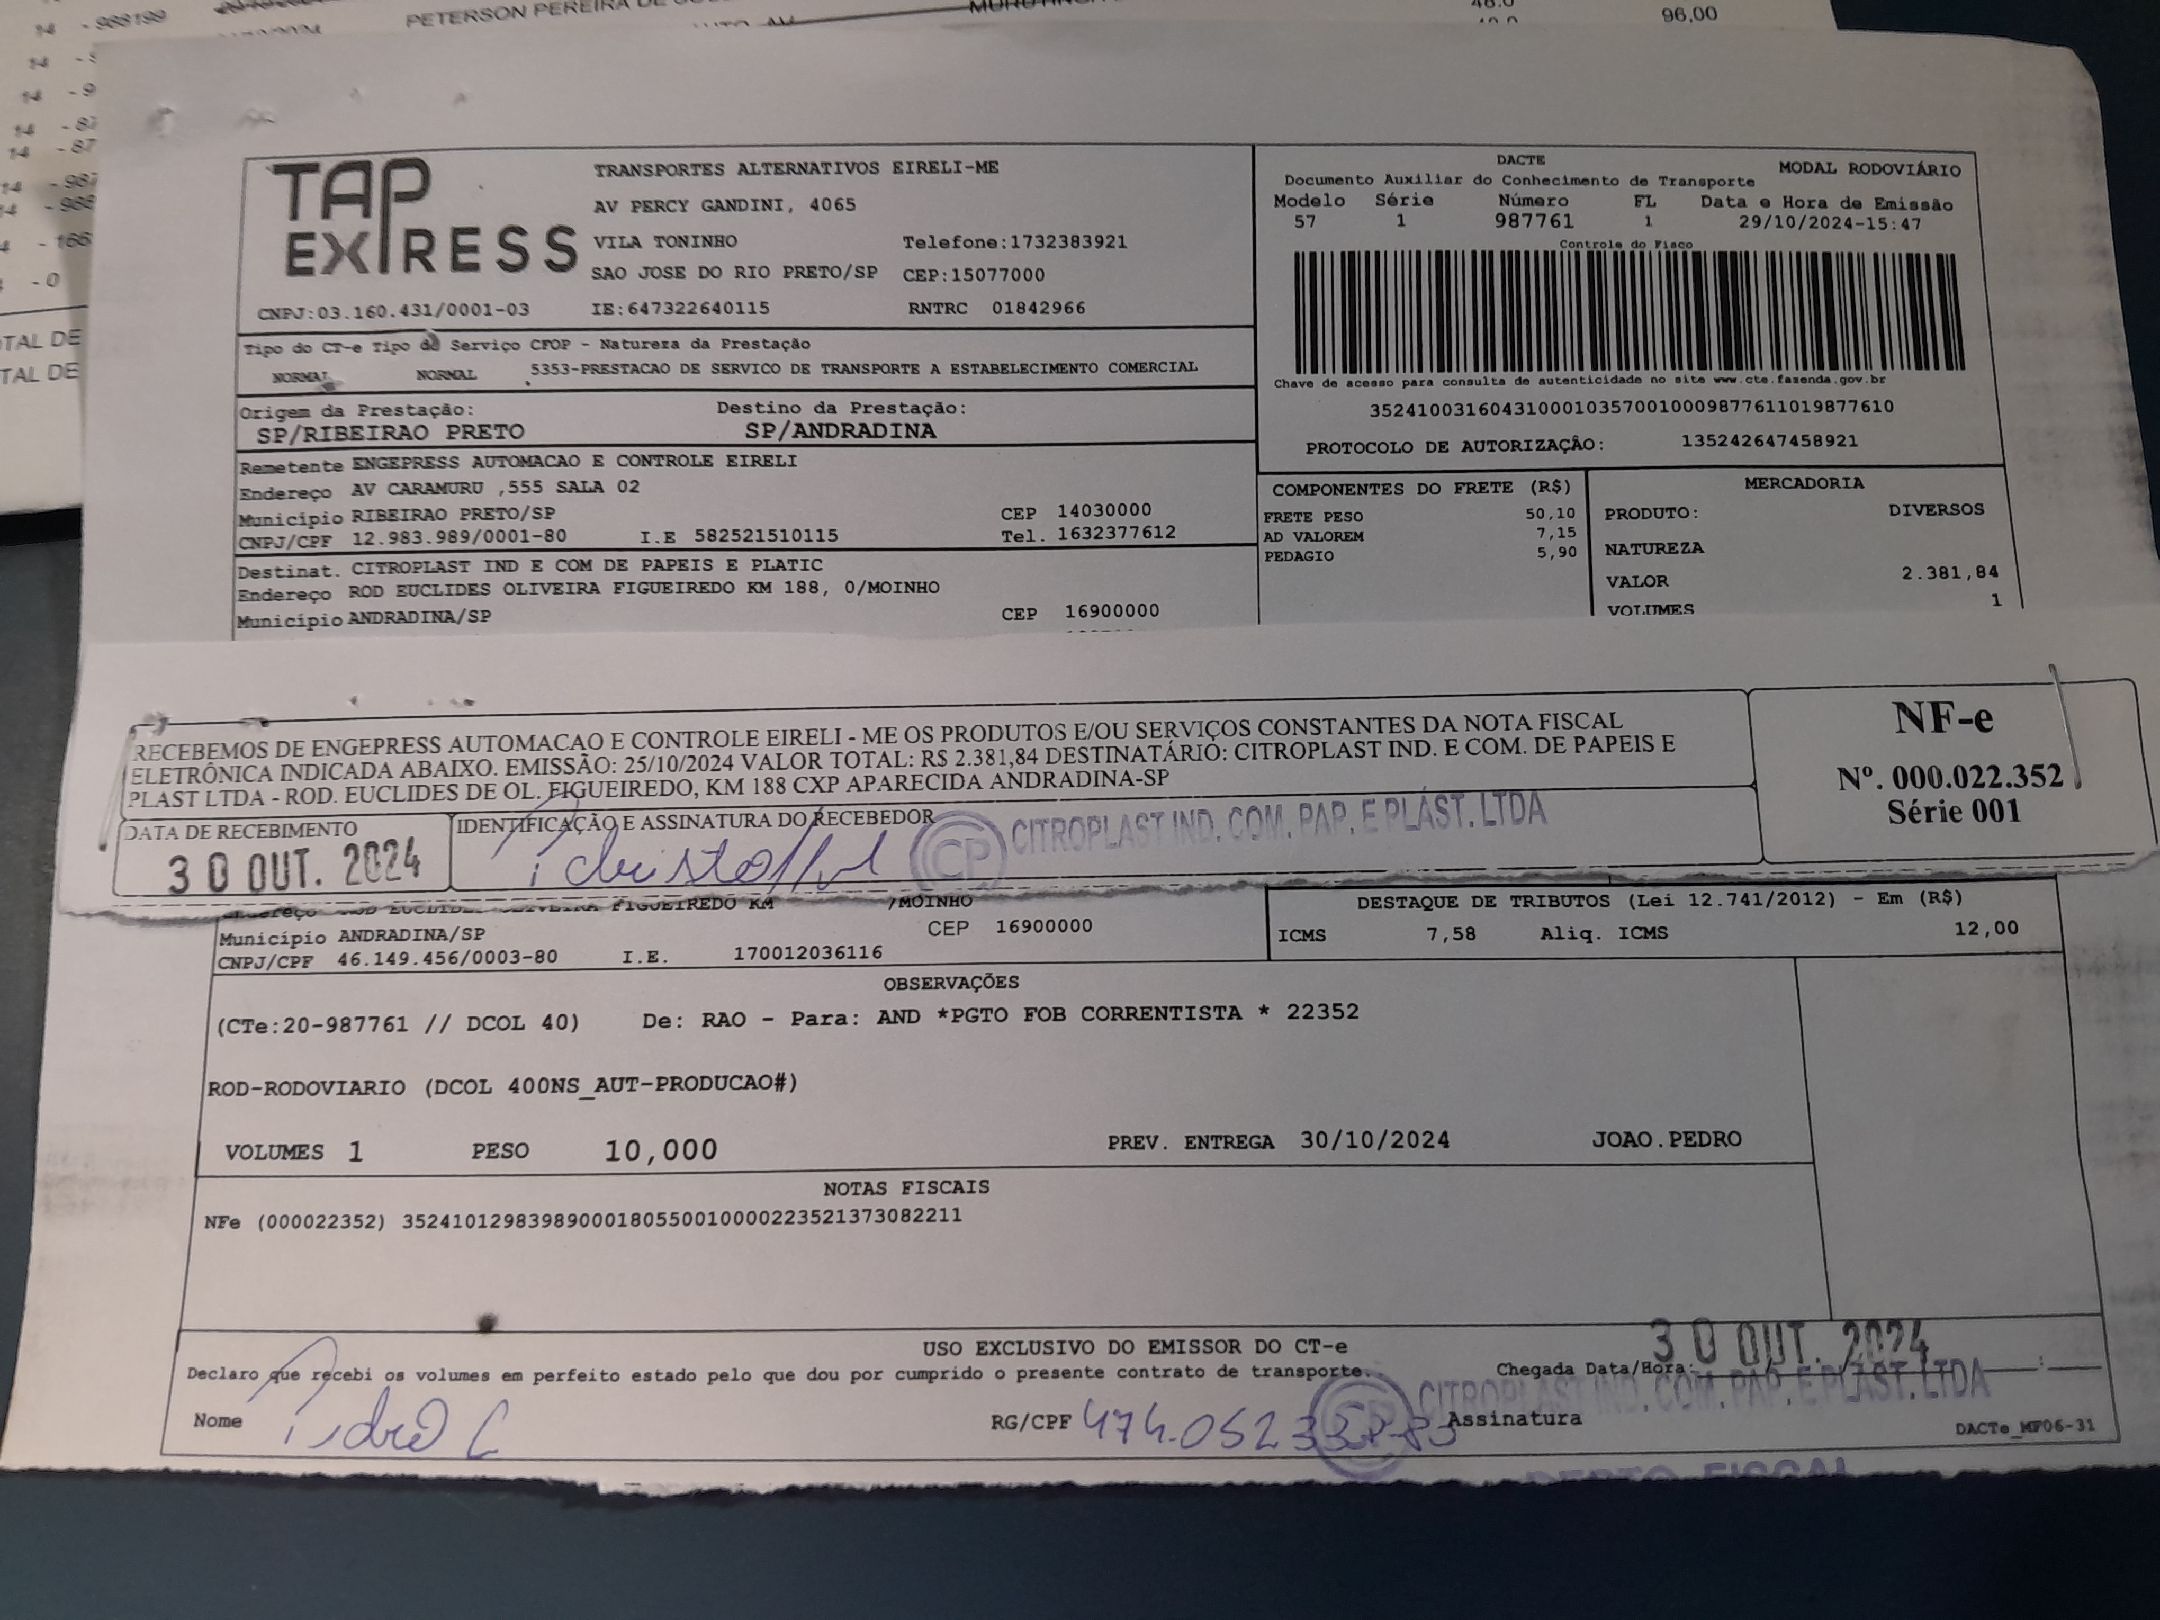 14 - 988199
PETERSON PEREIRA DE
48.0
96,00
TAP
EXPRESS
TRANSPORTES ALTERNATIVOS EIRELI-ME
AV PERCY GANDINI, 4065
VILA TONINHO Telefone:1732383921
SAO JOSE DO RIO PRETO/SP CEP:15077000
CNPJ:03.160.431/0001-03 IE:647322640115 RNTRC 01842966
DACTE MODAL RODOVIÁRIO
Documento Auxiliar do Conhecimento de Transporte
Modelo Série Número FL Data e Hora de Emissão
57 1 987761 1 29/10/2024-15:47
Controle do Fisco
Chave de acesso para consulta de autenticidade no site www.cte.fazenda.gov.br
35241003160431000103570010009877611019877610
PROTOCOLO DE AUTORIZAÇÃO: 135242647458921
Tipo do CT-e Tipo de Serviço CFOP - Natureza da Prestação
NORMAL NORMAL 5353-PRESTACAO DE SERVICO DE TRANSPORTE A ESTABELECIMENTO COMERCIAL
Origem da Prestação: Destino da Prestação:
SP/RIBEIRAO PRETO SP/ANDRADINA
Remetente ENGEPRESS AUTOMACAO E CONTROLE EIRELI
Endereço AV CARAMURU ,555 SALA 02
Município RIBEIRAO PRETO/SP CEP 14030000
CNPJ/CPF 12.983.989/0001-80 I.E 582521510115 Tel. 1632377612
Destinat. CITROPLAST IND E COM DE PAPEIS E PLATIC
Endereço ROD EUCLIDES OLIVEIRA FIGUEIREDO KM 188, 0/MOINHO
Município ANDRADINA/SP CEP 16900000
COMPONENTES DO FRETE (R$)
FRETE PESO 50,10
AD VALOREM 7,15
PEDAGIO 5,90
MERCADORIA
PRODUTO: DIVERSOS
NATUREZA
VALOR 2.381,84
VOLUMES 1
RECEBEMOS DE ENGEPRESS AUTOMACAO E CONTROLE EIRELI - ME OS PRODUTOS E/OU SERVIÇOS CONSTANTES DA NOTA FISCAL
ELETRÔNICA INDICADA ABAIXO. EMISSÃO: 25/10/2024 VALOR TOTAL: R$ 2.381,84 DESTINATÁRIO: CITROPLAST IND. E COM. DE PAPEIS E
PLAST LTDA - ROD. EUCLIDES DE OL. FIGUEIREDO, KM 188 CXP APARECIDA ANDRADINA-SP
NF-e
Nº. 000.022.352
Série 001
DATA DE RECEBIMENTO IDENTIFICAÇÃO E ASSINATURA DO RECEBEDOR
30 OUT. 2024
CP CITROPLAST IND. COM. PAP. E PLÁST. LTDA
Endereço ROD EUCLIDES OLIVEIRA FIGUEIREDO KM /MOINHO
Município ANDRADINA/SP CEP 16900000
CNPJ/CPF 46.149.456/0003-80 I.E. 170012036116
DESTAQUE DE TRIBUTOS (Lei 12.741/2012) - Em (R$)
ICMS 7,58 Aliq. ICMS 12,00
OBSERVAÇÕES
(CTe:20-987761 // DCOL 40) De: RAO - Para: AND *PGTO FOB CORRENTISTA * 22352
ROD-RODOVIARIO (DCOL 400NS_AUT-PRODUCAO#)
VOLUMES 1 PESO 10,000 PREV. ENTREGA 30/10/2024 JOAO.PEDRO
NOTAS FISCAIS
NFe (000022352) 35241012983989000180550010000223521373082211
USO EXCLUSIVO DO EMISSOR DO CT-e
30 OUT. 2024
Declaro que recebi os volumes em perfeito estado pelo que dou por cumprido o presente contrato de transporte. Chegada Data/Hora:
CP CITROPLAST IND. COM. PAP. E PLÁST. LTDA
Nome RG/CPF Assinatura
DACTe_MF06-31
DEPTO FISCAL